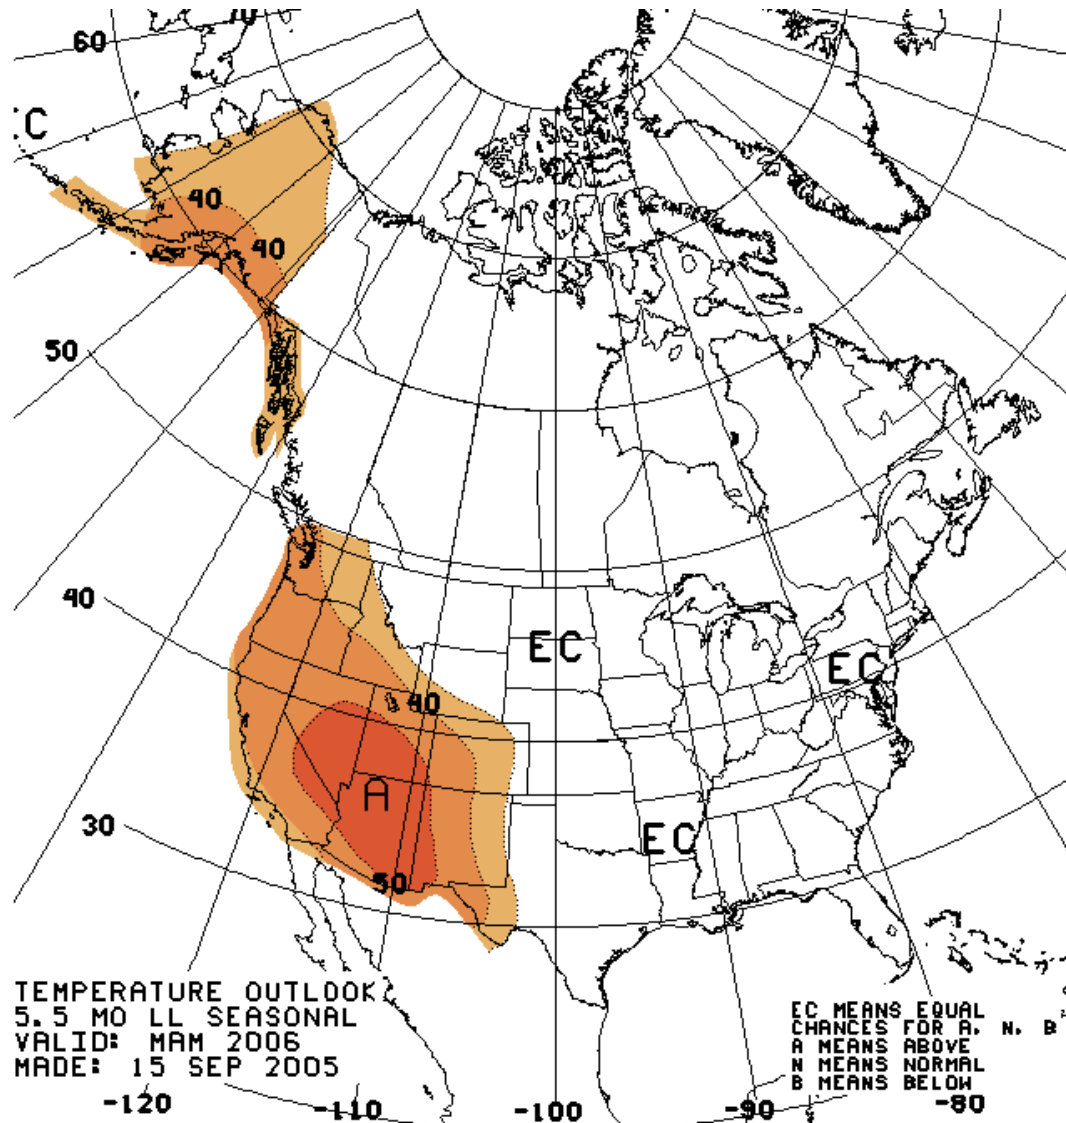 70
60
EC
40
40
50
EC
40
EC
40
A
EC
30
50
TEMPERATURE OUTLOOK
5.5 MO LL SEASONAL
VALID: MAM 2006
MADE: 15 SEP 2005
EC MEANS EQUAL
CHANCES FOR A, N, B
A MEANS ABOVE
N MEANS NORMAL
B MEANS BELOW
-120
-110
-100
-90
-80